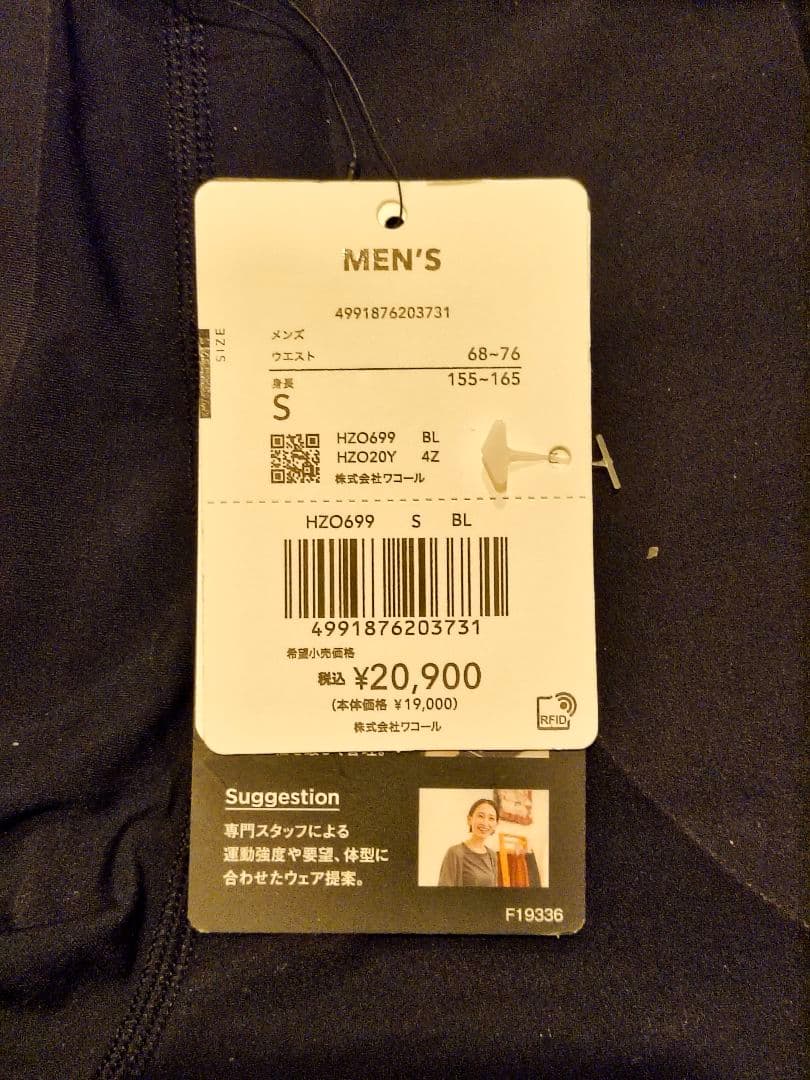 MEN'S
4991876203731
SIZE
メンズ
ウエスト 68~76
身長 155~165
S
HZO699 BL
HZO20Y 4Z
株式会社ワコール
HZO699 S BL
4991876203731
希望小売価格
税込 ¥20,900
(本体価格 ¥19,000)
株式会社ワコール
RFID
Suggestion
専門スタッフによる
運動強度や要望、体型に
合わせたウェア提案。
F19336